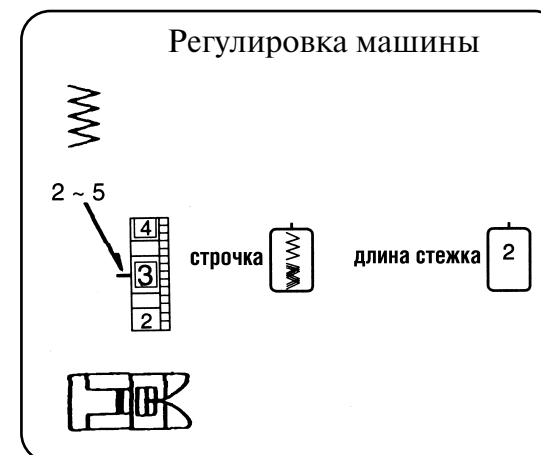 Регулировка машины
2 ~ 5
4
строчка
длина стежка
2
3
2